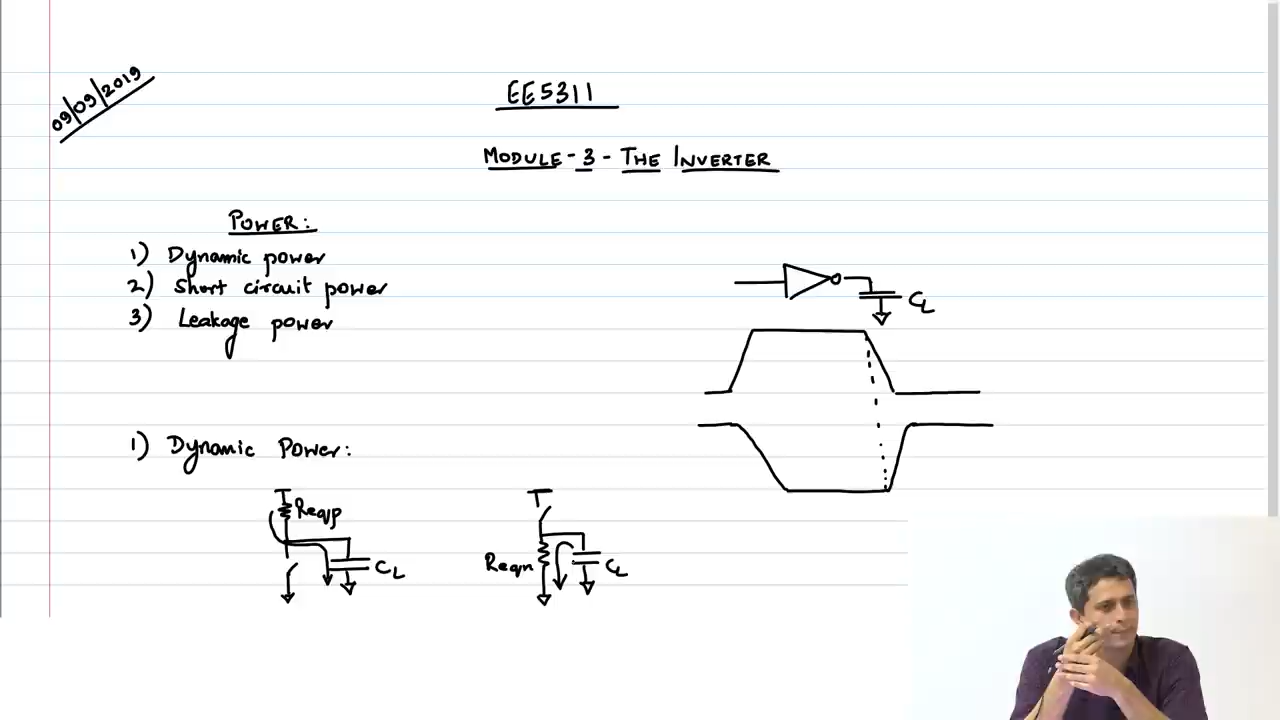 09/09/2019
EE5311
MODULE-3-THE INVERTER
POWER:
1) Dynamic power
2) Short circuit power
3) Leakage power
CL
1) Dynamic Power:
Reqp
CL
Reqn
CL